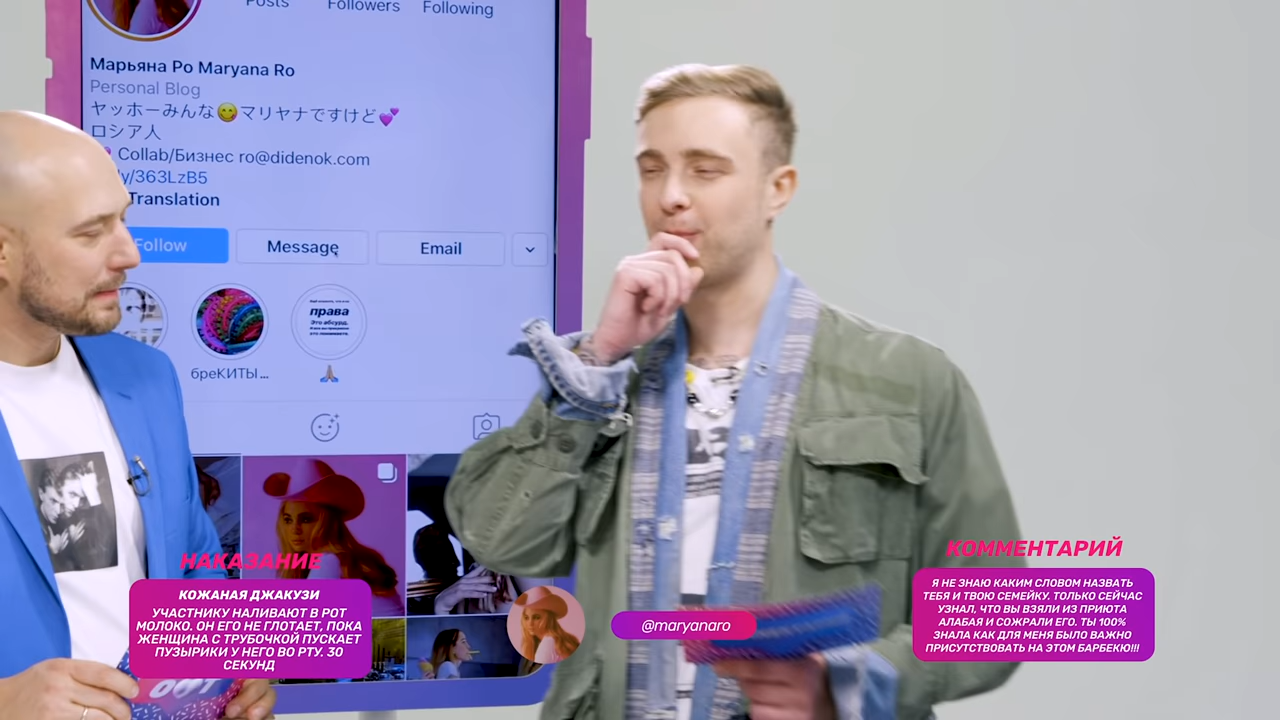 Posts
Followers
Following
Марьяна Ро Maryana Ro
Personal Blog
ヤッホーみんな😋マリヤナですけど💕
ロシア人
Collab/Бизнес ro@didenok.com
y/363LzB5
Translation
Follow
Message
Email
права
Это абсурд.
бреКИТЫ...
🙏🏽
НАКАЗАНИЕ
КОЖАНАЯ ДЖАКУЗИ
УЧАСТНИКУ НАЛИВАЮТ В РОТ
МОЛОКО. ОН ЕГО НЕ ГЛОТАЕТ, ПОКА
ЖЕНЩИНА С ТРУБОЧКОЙ ПУСКАЕТ
ПУЗЫРИКИ У НЕГО ВО РТУ. 30
СЕКУНД
@maryanaro
КОММЕНТАРИЙ
Я НЕ ЗНАЮ КАКИМ СЛОВОМ НАЗВАТЬ
ТЕБЯ И ТВОЮ СЕМЕЙКУ. ТОЛЬКО СЕЙЧАС
УЗНАЛ, ЧТО ВЫ ВЗЯЛИ ИЗ ПРИЮТА
АЛАБАЯ И СОЖРАЛИ ЕГО. ТЫ 100%
ЗНАЛА КАК ДЛЯ МЕНЯ БЫЛО ВАЖНО
ПРИСУТСТВОВАТЬ НА ЭТОМ БАРБЕКЮ!!!